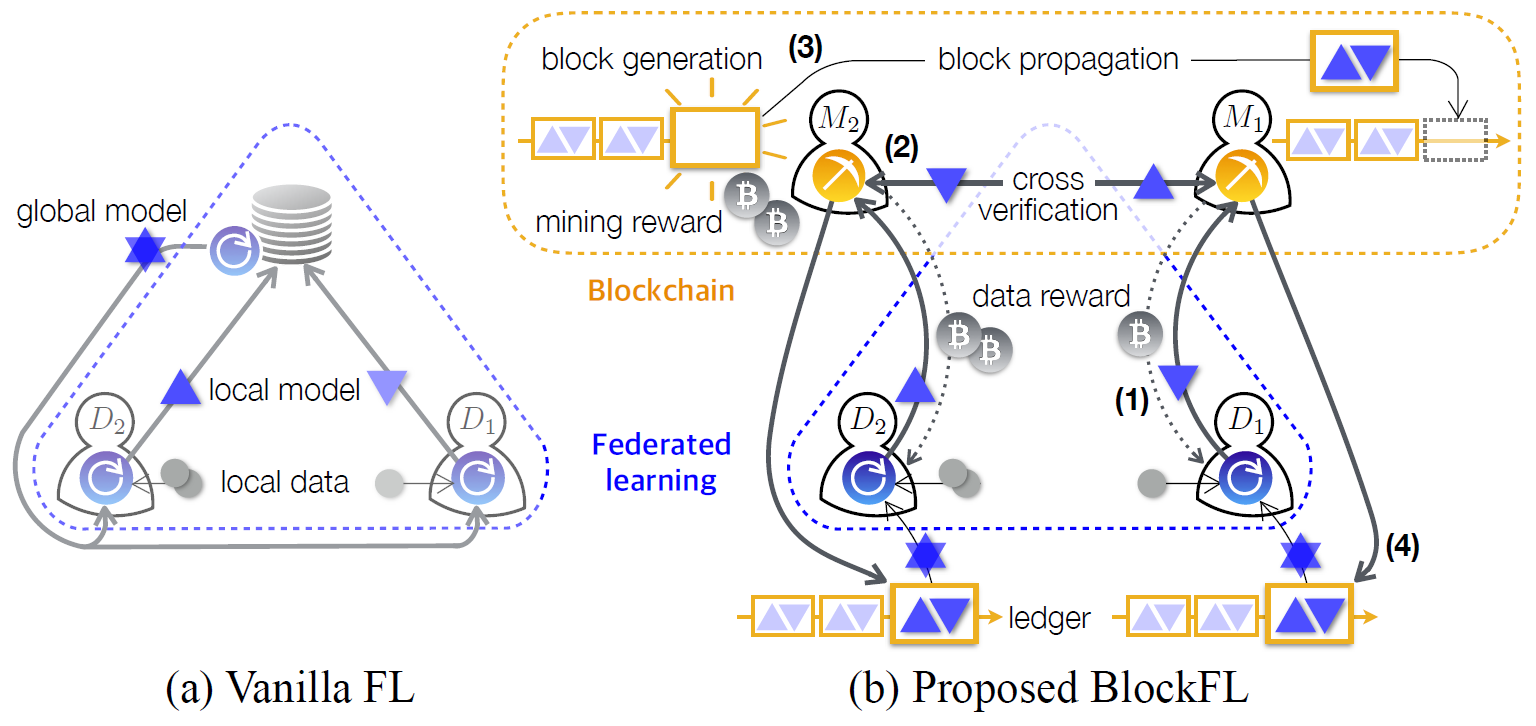 global model
D₂
local model
D₁
local data
(a) Vanilla FL
block generation
(3)
block propagation
M₂
M₁
(2)
cross
verification
mining reward
₿
₿
Blockchain
data reward
₿
₿
₿
(1)
D₂
D₁
Federated
learning
(4)
ledger
(b) Proposed BlockFL